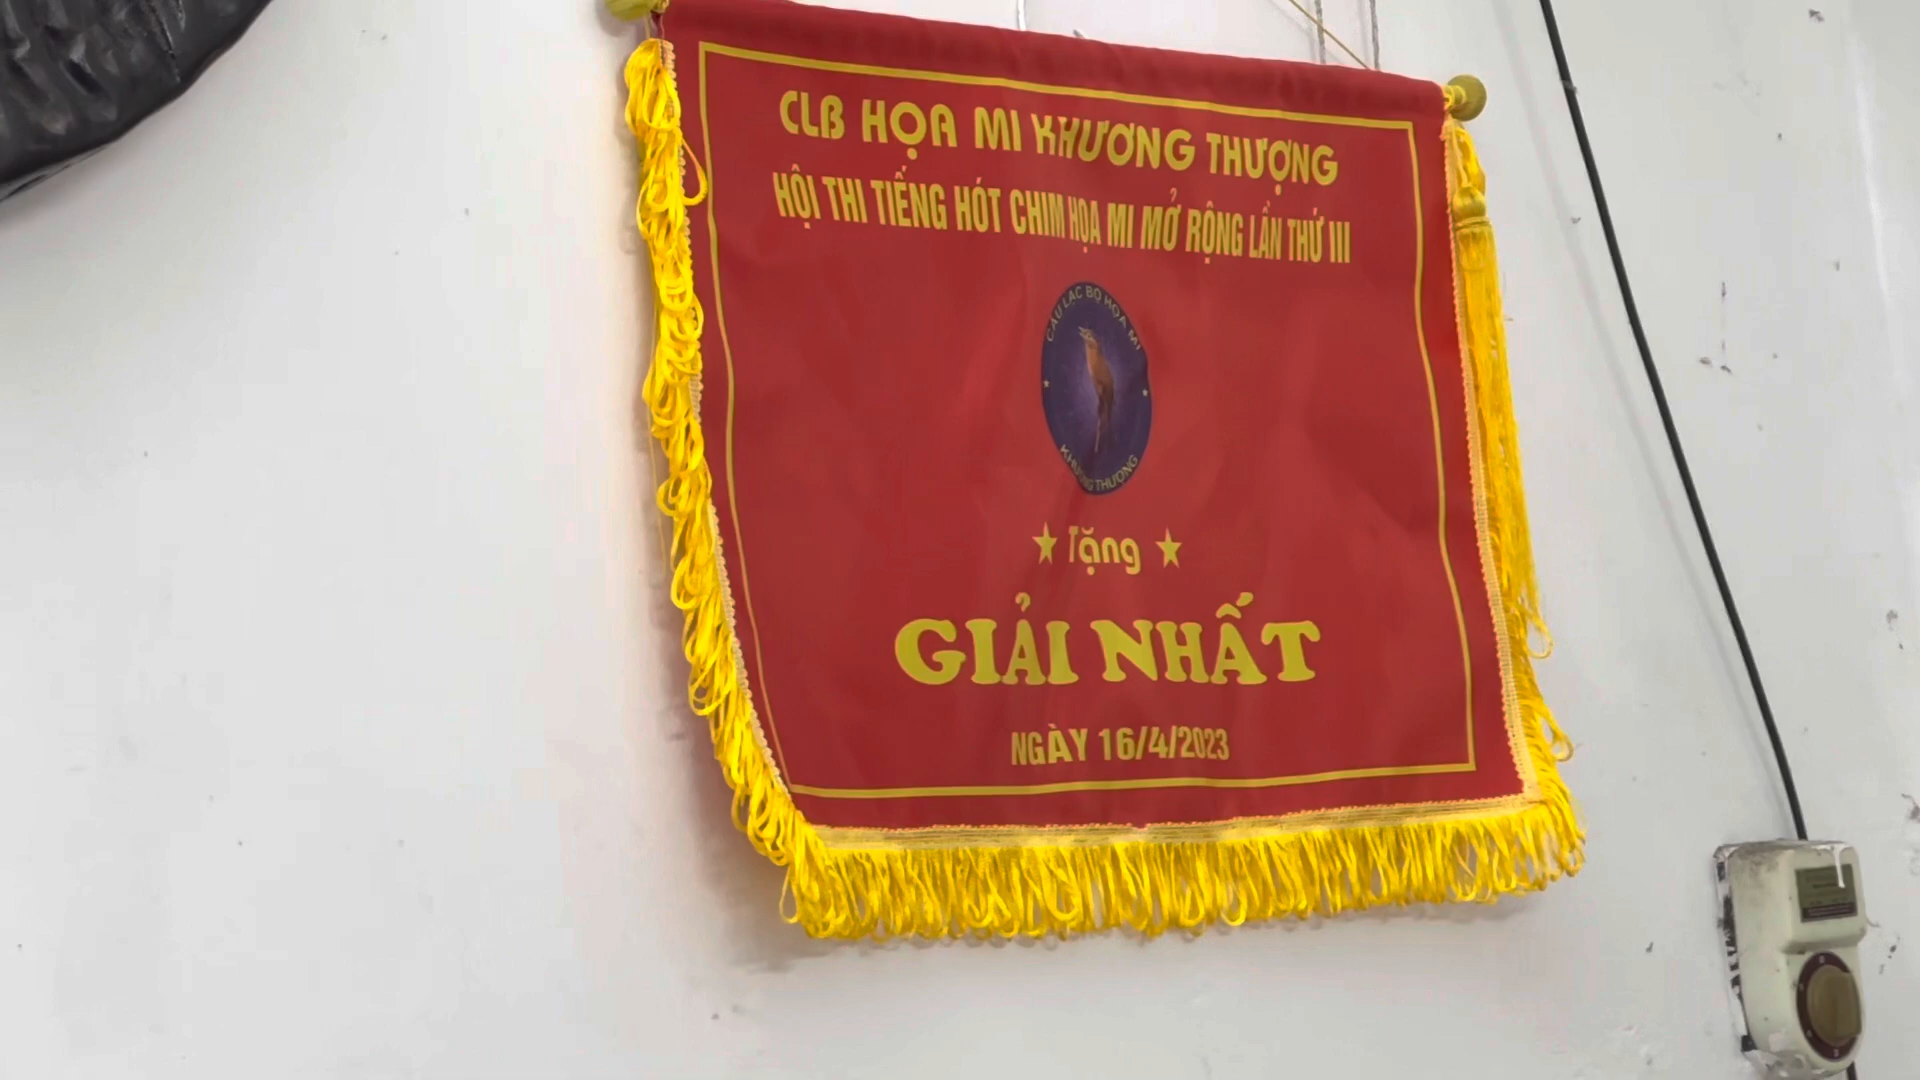 CLB HỌA MI KHƯƠNG THƯỢNG
HỘI THI TIẾNG HÓT CHIM HỌA MI MỞ RỘNG LẦN THỨ III
CÂU LẠC BỘ HỌA MI
KHƯƠNG THƯỢNG
★ Tặng ★
GIẢI NHẤT
NGÀY 16/4/2023